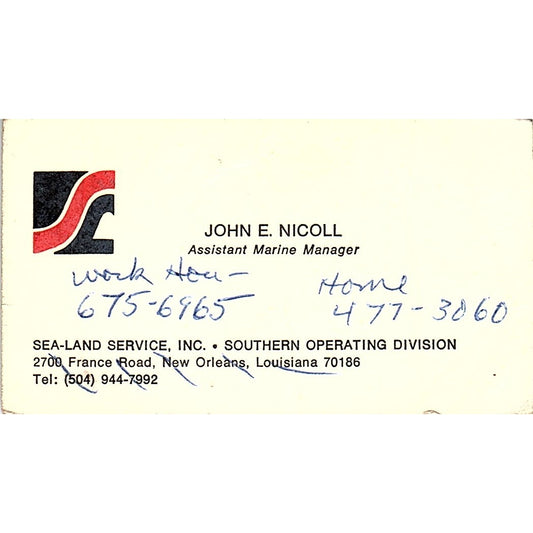 JOHN E. NICOLL
Assistant Marine Manager
Work Hou - Home
675-6965 477-3060
SEA-LAND SERVICE, INC. • SOUTHERN OPERATING DIVISION
2700 France Road, New Orleans, Louisiana 70186
Tel: (504) 944-7992